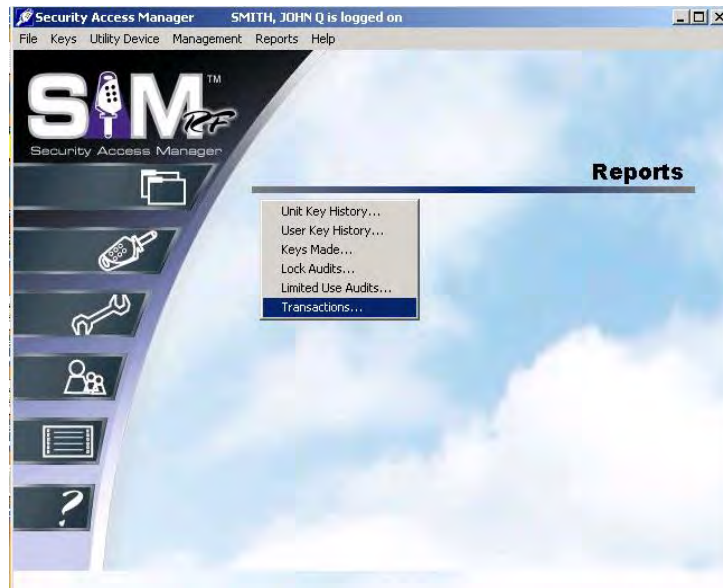 Security Access Manager SMITH, JOHN Q is logged on
File Keys Utility Device Management Reports Help
SAM™
RF
Security Access Manager
Reports
Unit Key History...
User Key History...
Keys Made...
Lock Audits...
Limited Use Audits...
Transactions...
?